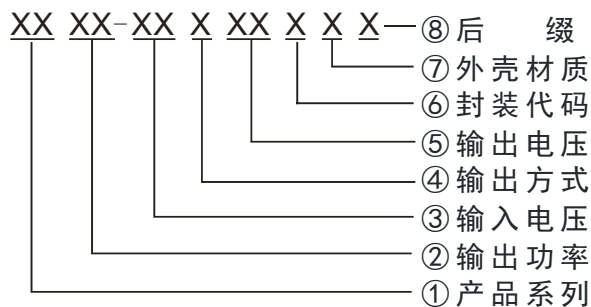 XX XX-XX X XX X X X
⑧后缀
⑦外壳材质
⑥封装代码
⑤输出电压
④输出方式
③输入电压
②输出功率
①产品系列